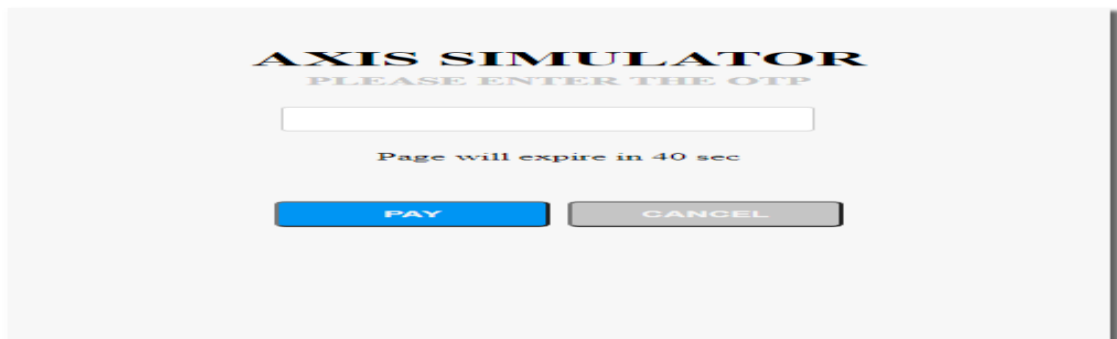 AXIS SIMULATOR
PLEASE ENTER THE OTP
Page will expire in 40 sec
PAY CANCEL